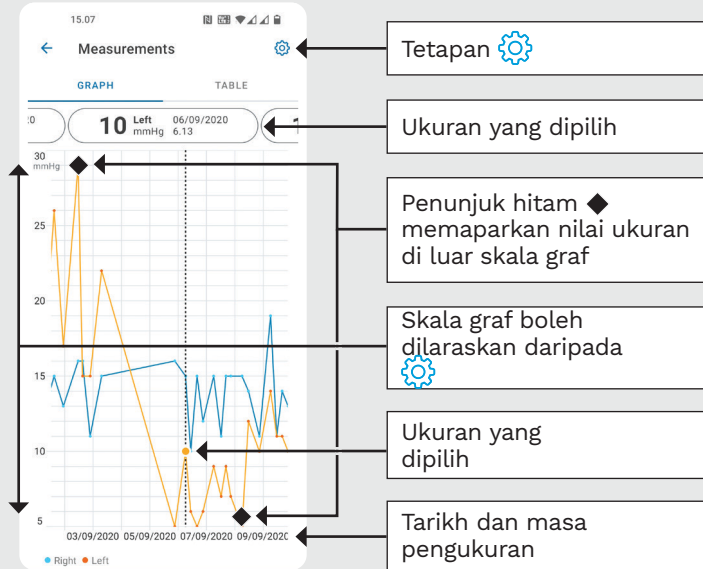 15.07
Measurements
GRAPH TABLE
10 Left 06/09/2020
mmHg 6.13
30
mmHg
25
20
15
10
5
03/09/2020 05/09/2020 07/09/2020 09/09/2020
Right Left
Tetapan
Ukuran yang dipilih
Penunjuk hitam ◆
memaparkan nilai ukuran
di luar skala graf
Skala graf boleh
dilaraskan daripada
Ukuran yang
dipilih
Tarikh dan masa
pengukuran